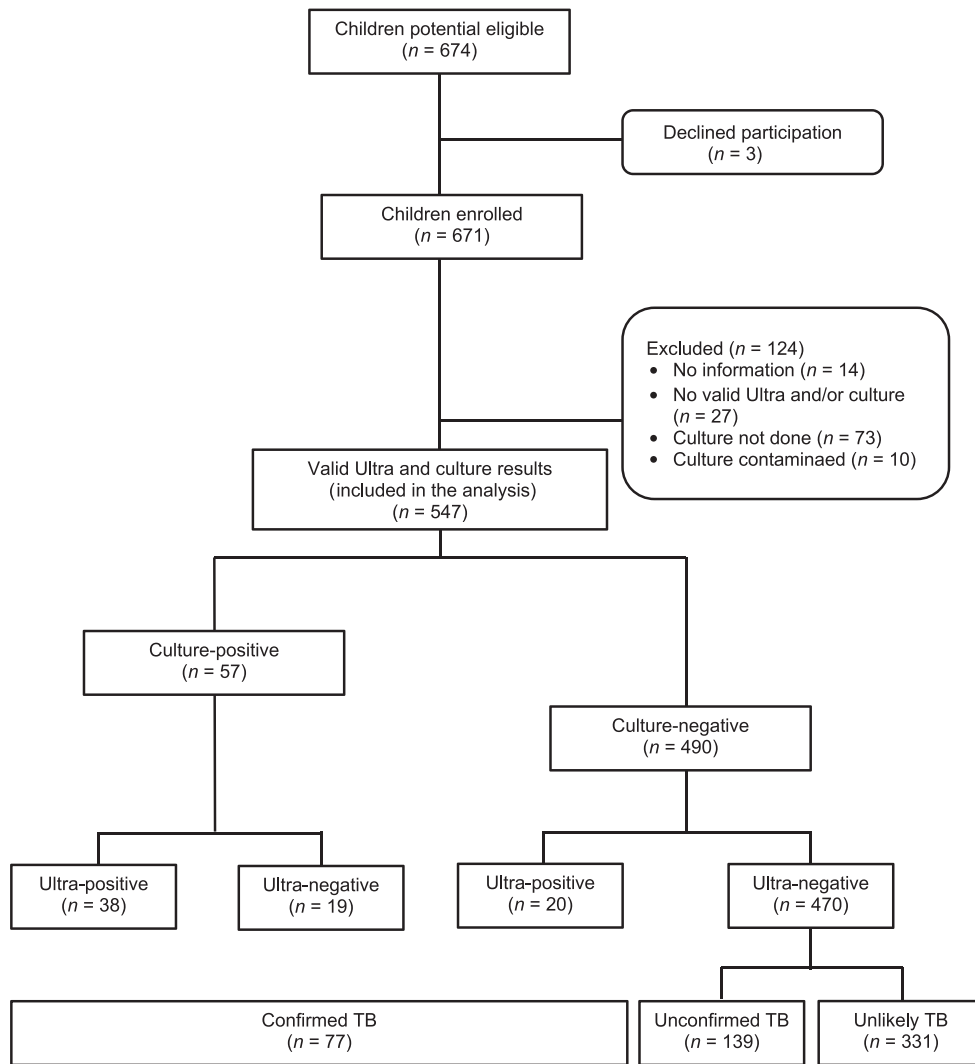 Children potential eligible
(n = 674)
Declined participation
(n = 3)
Children enrolled
(n = 671)
Excluded (n = 124)
• No information (n = 14)
• No valid Ultra and/or culture
(n = 27)
• Culture not done (n = 73)
• Culture contaminaed (n = 10)
Valid Ultra and culture results
(included in the analysis)
(n = 547)
Culture-positive
(n = 57)
Culture-negative
(n = 490)
Ultra-positive
(n = 38)
Ultra-negative
(n = 19)
Ultra-positive
(n = 20)
Ultra-negative
(n = 470)
Confirmed TB
(n = 77)
Unconfirmed TB
(n = 139)
Unlikely TB
(n = 331)